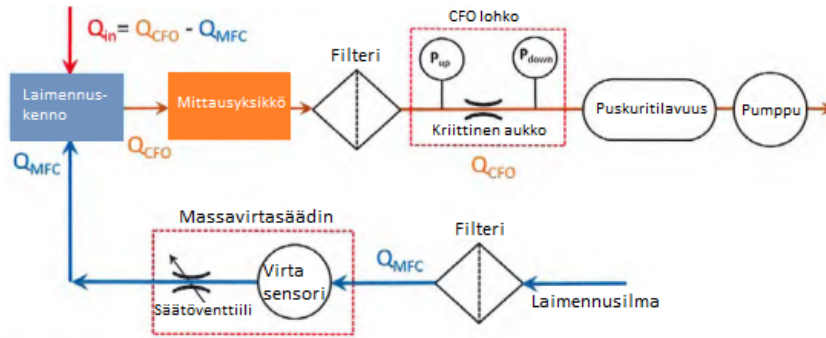 CFO lohko
Q_in = Q_CFO - Q_MFC
Filteri
P_up
P_down
Laimennus-
kenno
Mittausyksikkö
Puskuritilavuus
Pumppu
Kriittinen aukko
Q_CFO
Q_CFO
Q_MFC
Massavirtasäädin
Filteri
Q_MFC
Virta
sensori
Säätöventtiili
Laimennusilma